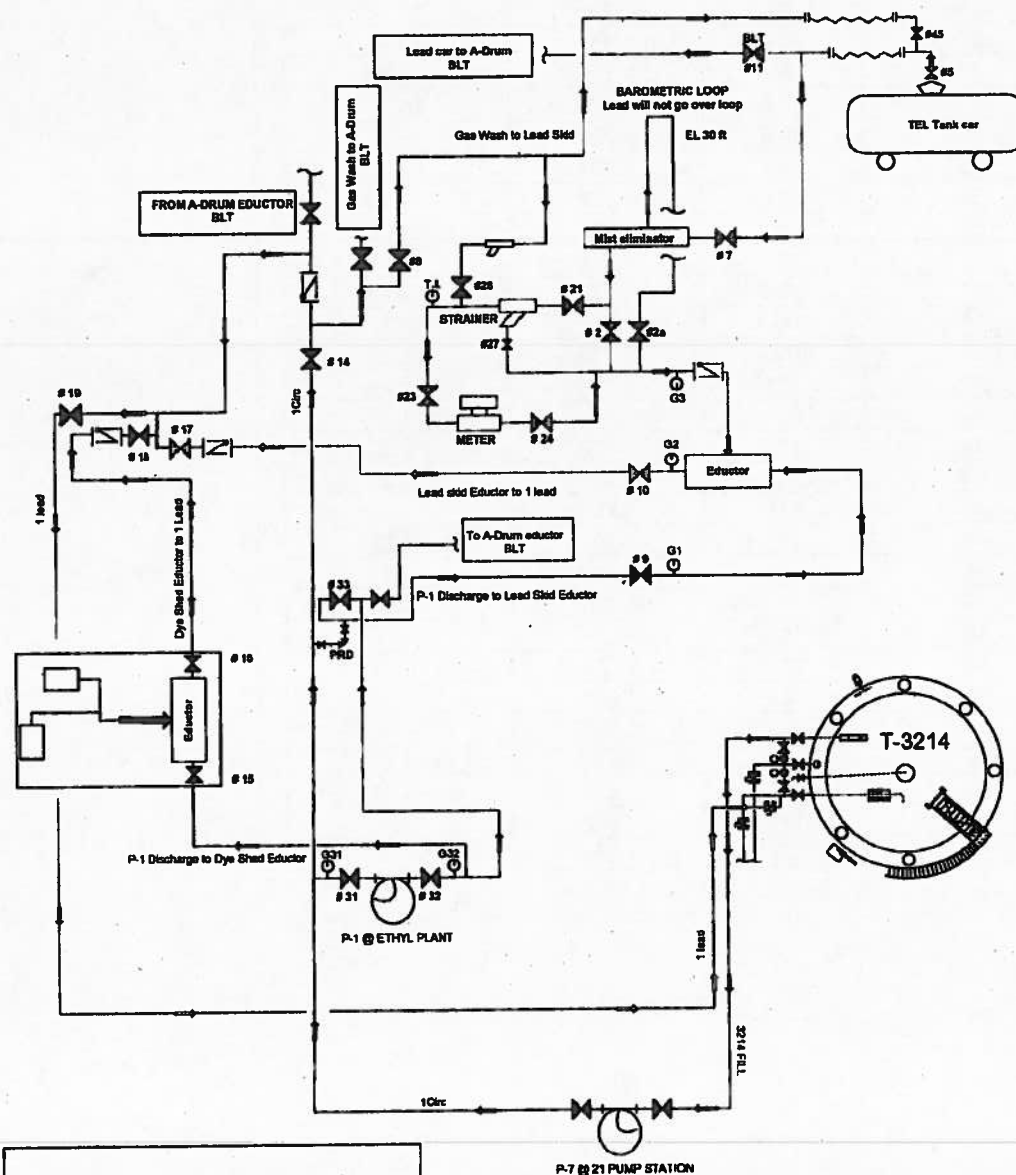 Lead car to A-Drum
BLT
BLT
#11
#45
#5
TEL Tank car
BAROMETRIC LOOP
Lead will not go over loop
EL 30 ft
Gas Wash to Lead Skid
Gas Wash to A-Drum
BLT
FROM A-DRUM EDUCTOR
BLT
Mist eliminator
#7
#8
#26
T.I.
#21
STRAINER
#27
#2
#2a
#14
1Circ
#23
G3
METER
#24
#19
#17
#18
G2
Eductor
#10
Lead skid Eductor to 1 lead
1 lead
Dye Shed Eductor to 1 Lead
To A-Drum eductor
BLT
#33
#9
G1
P-1 Discharge to Lead Skid Eductor
PRD
#16
Eductor
#15
T-3214
P-1 Discharge to Dye Shed Eductor
G31
G32
#31
#32
P-1 @ ETHYL PLANT
1 lead
3214 FILL
1Circ
P-7 @ 21 PUMP STATION